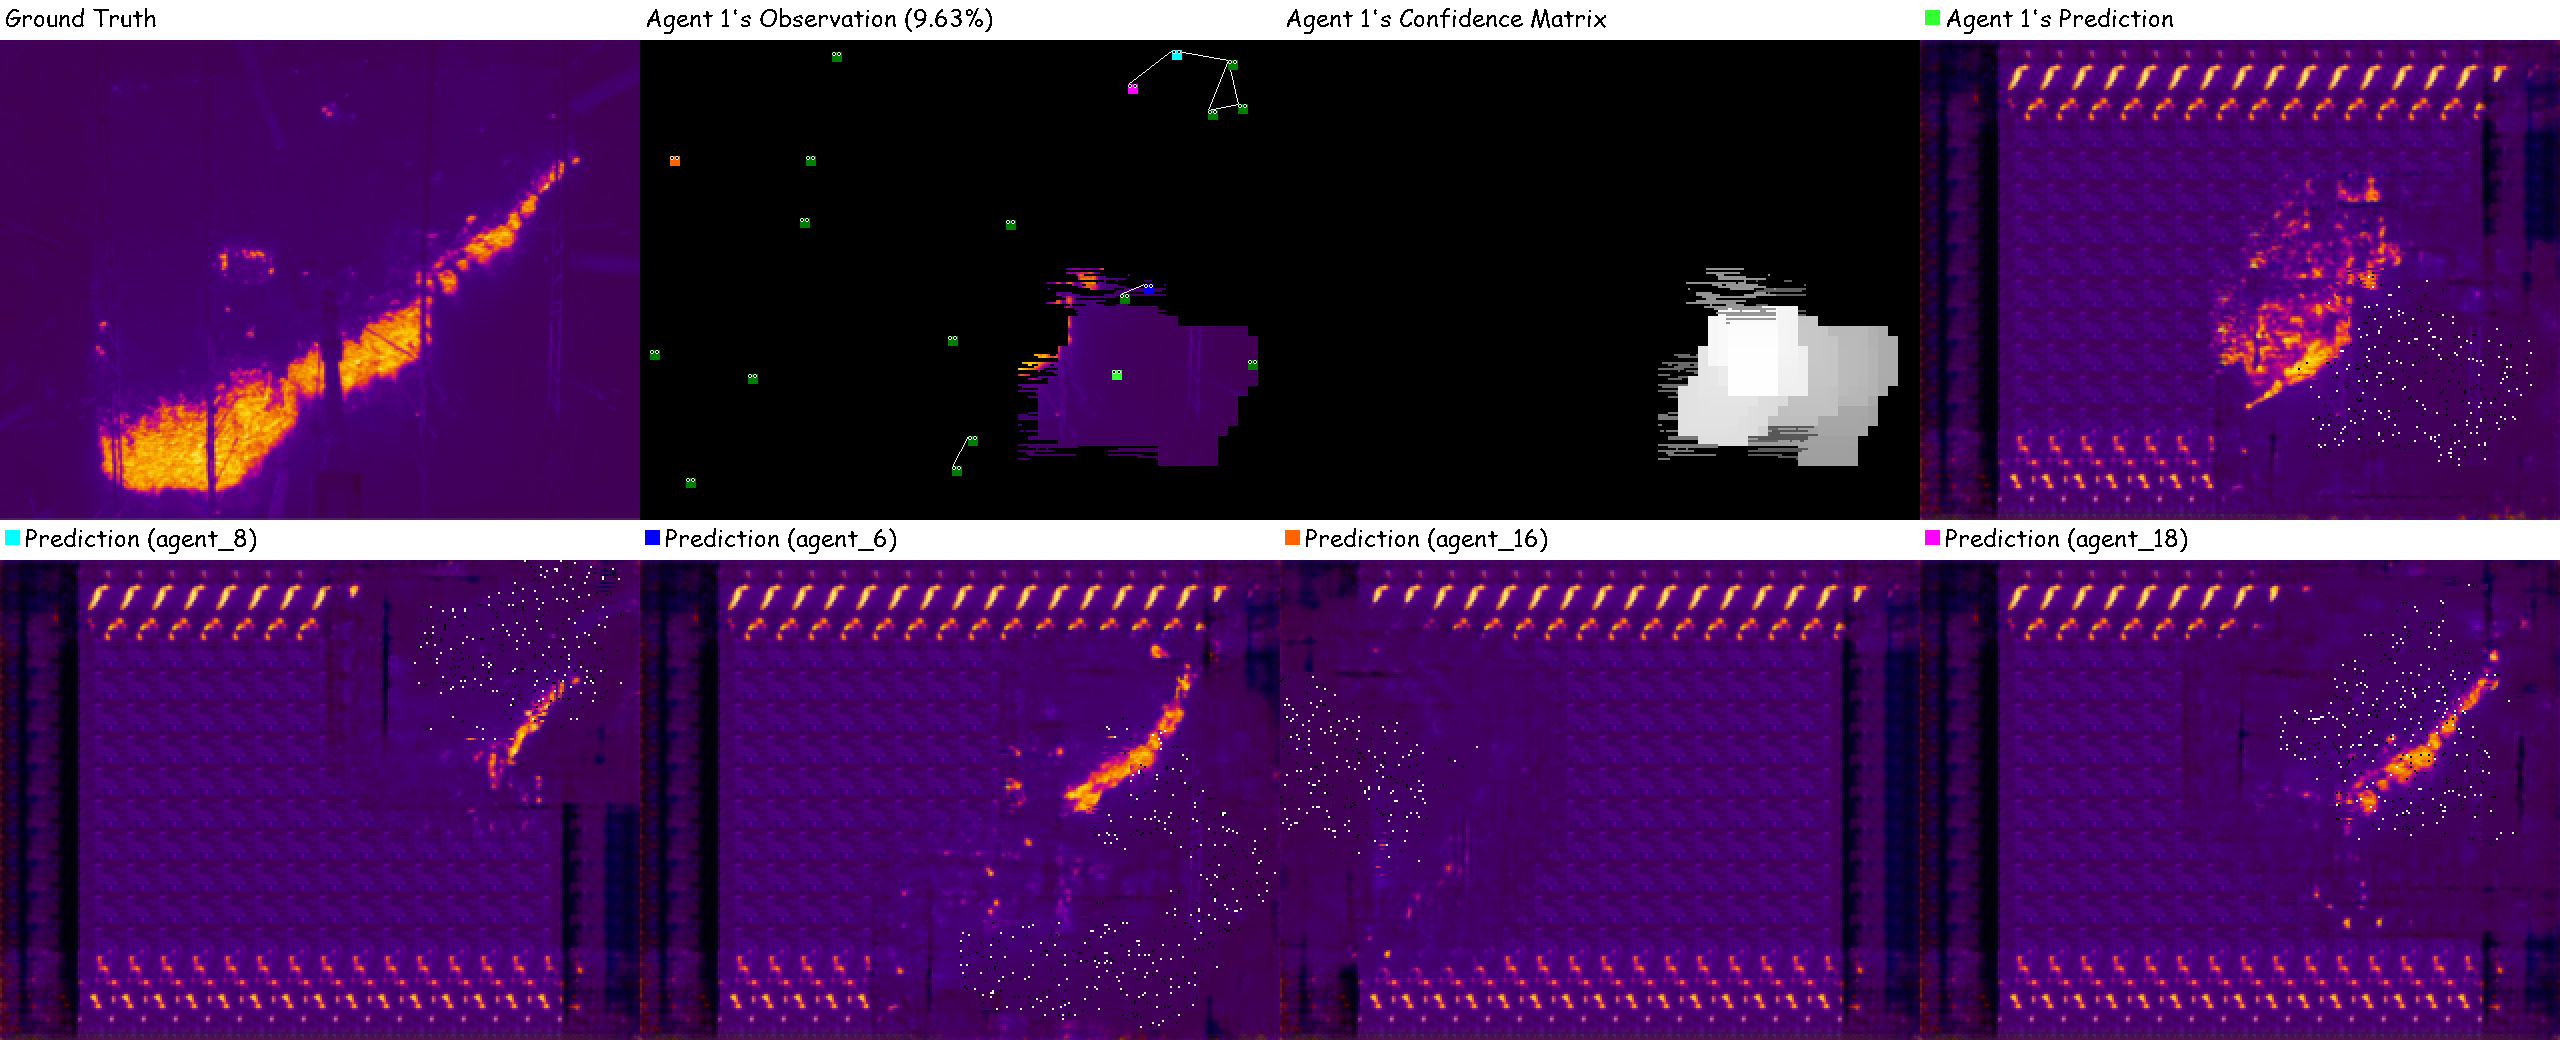 Ground Truth
Agent 1's Observation (9.63%)
Agent 1's Confidence Matrix
Agent 1's Prediction
Prediction (agent_8)
Prediction (agent_6)
Prediction (agent_16)
Prediction (agent_18)